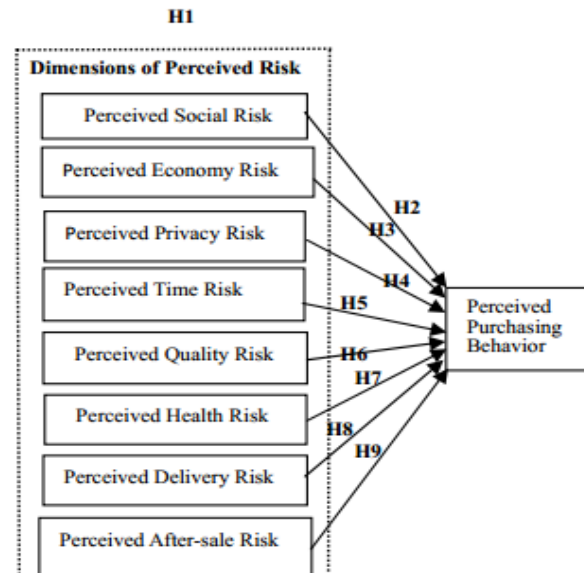 H1
Dimensions of Perceived Risk
Perceived Social Risk
Perceived Economy Risk
Perceived Privacy Risk
Perceived Time Risk
Perceived Quality Risk
Perceived Health Risk
Perceived Delivery Risk
Perceived After-sale Risk
H2
H3
H4
H5
H6
H7
H8
H9
Perceived
Purchasing
Behavior